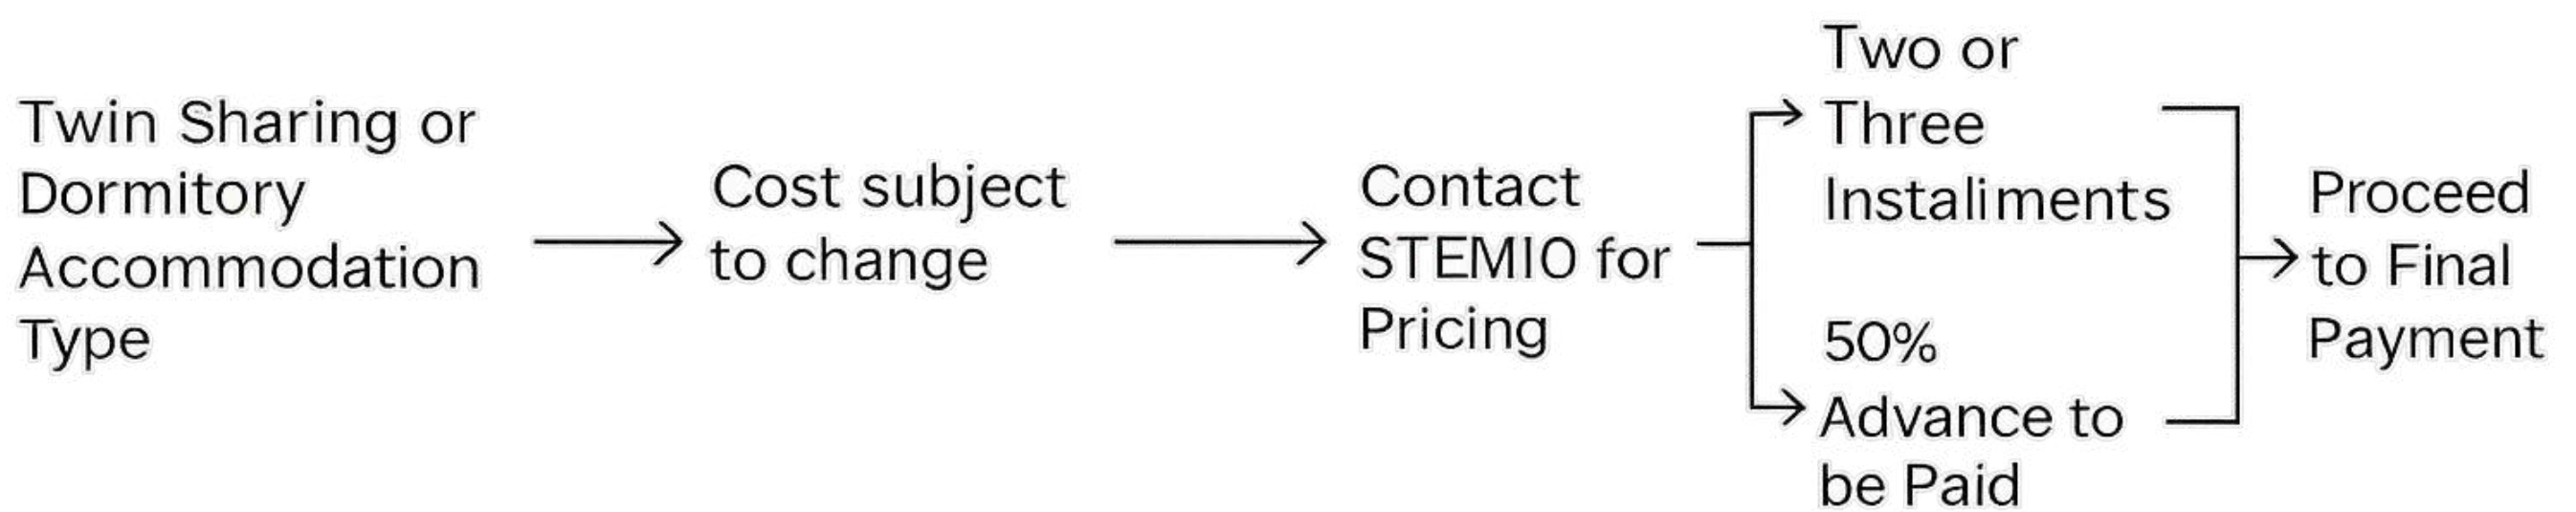 Twin Sharing or
Dormitory
Accommodation
Type
Cost subject
to change
Contact
STEMIO for
Pricing
Two or
Three
Instaliments
50%
Advance to
be Paid
Proceed
to Final
Payment